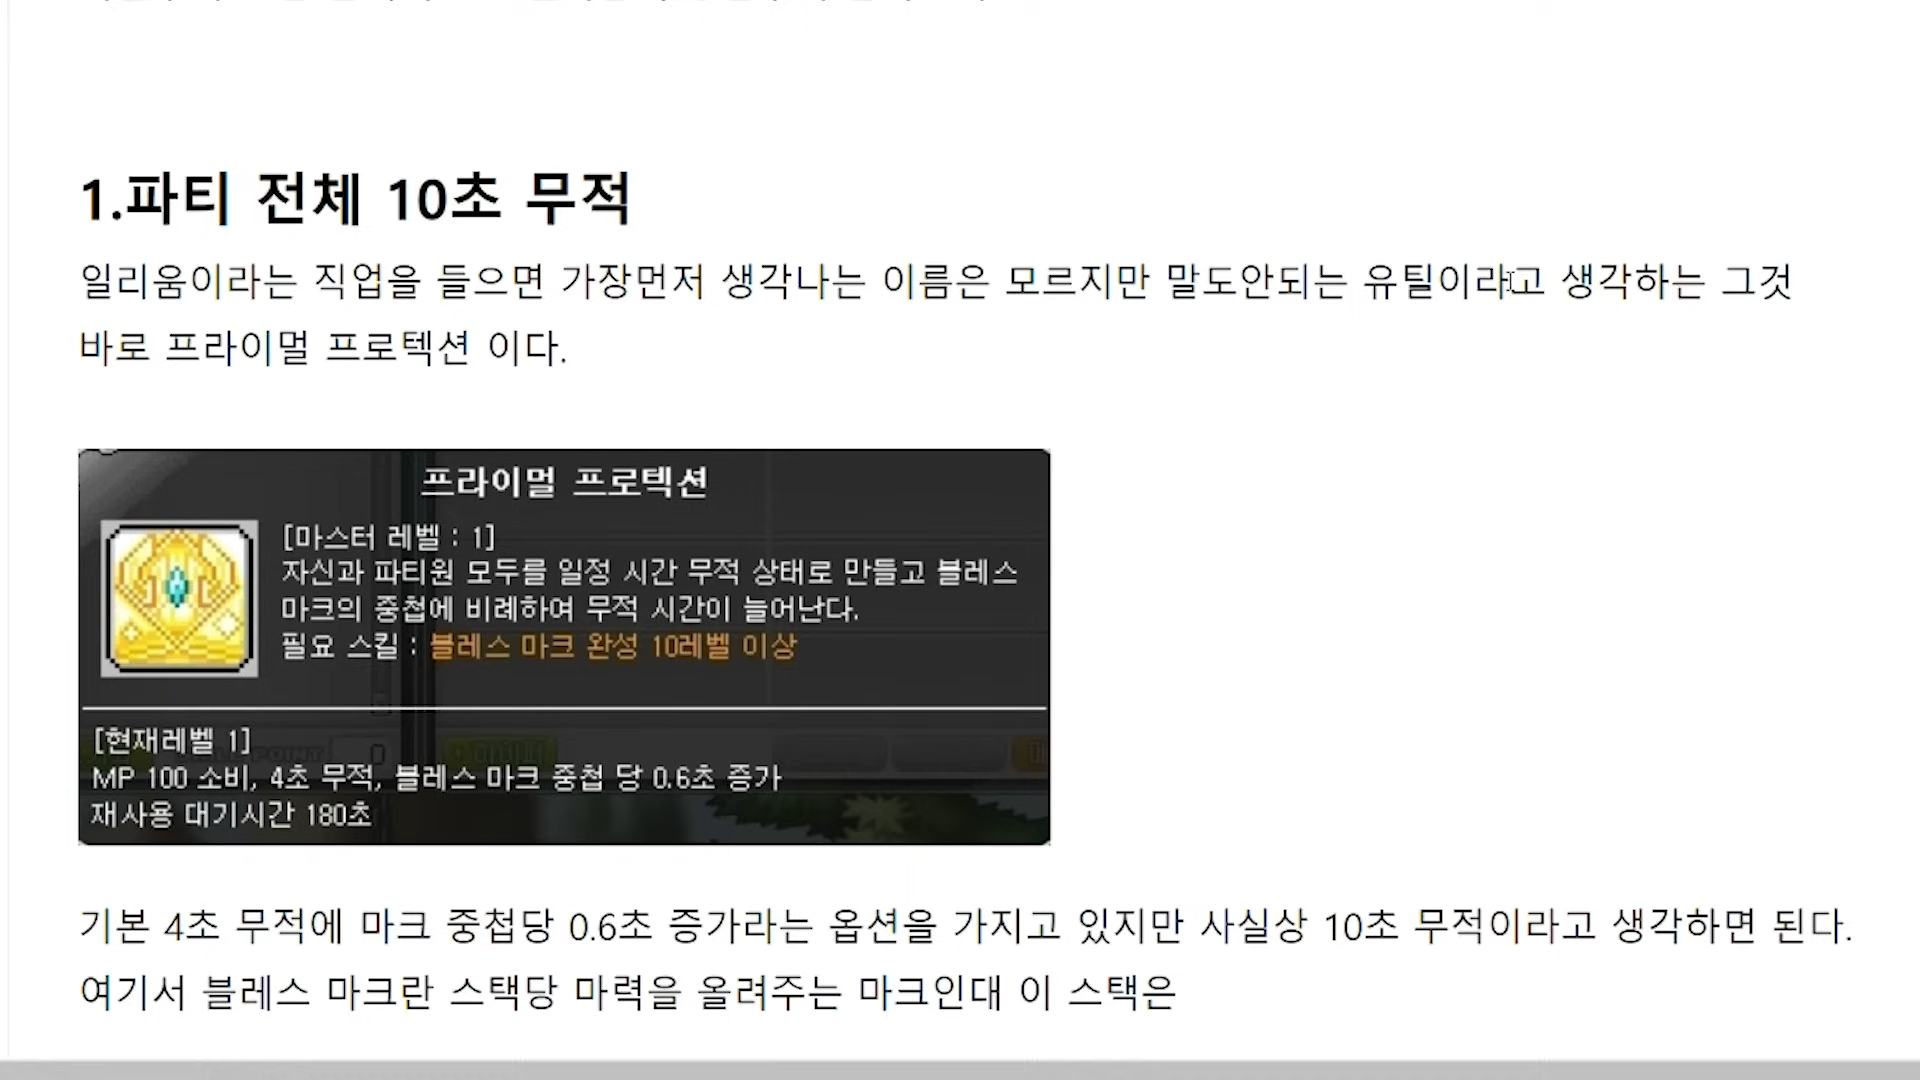 1.파티 전체 10초 무적
일리움이라는 직업을 들으면 가장먼저 생각나는 이름은 모르지만 말도안되는 유틸이라고 생각하는 그것
바로 프라이멀 프로텍션 이다.
프라이멀 프로텍션
[마스터 레벨 : 1]
자신과 파티원 모두를 일정 시간 무적 상태로 만들고 블레스
마크의 중첩에 비례하여 무적 시간이 늘어난다.
필요 스킬 : 블레스 마크 완성 10레벨 이상
[현재레벨 1]
MP 100 소비, 4초 무적, 블레스 마크 중첩 당 0.6초 증가
재사용 대기시간 180초
기본 4초 무적에 마크 중첩당 0.6초 증가라는 옵션을 가지고 있지만 사실상 10초 무적이라고 생각하면 된다.
여기서 블레스 마크란 스택당 마력을 올려주는 마크인대 이 스택은